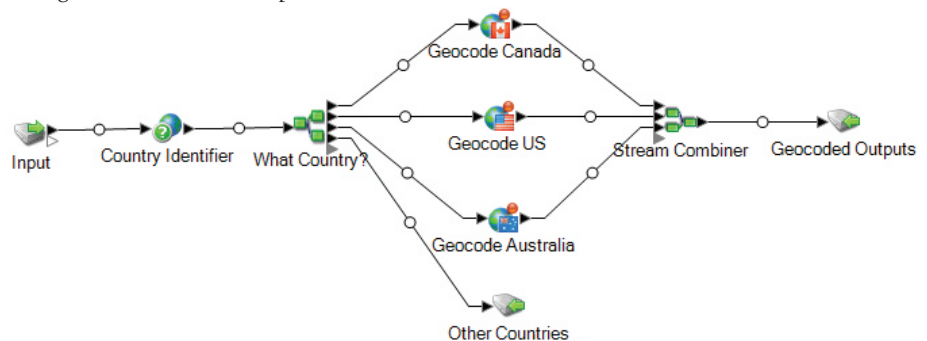 Geocode Canada
Input
Country Identifier
What Country?
Geocode US
Stream Combiner
Geocoded Outputs
Geocode Australia
Other Countries